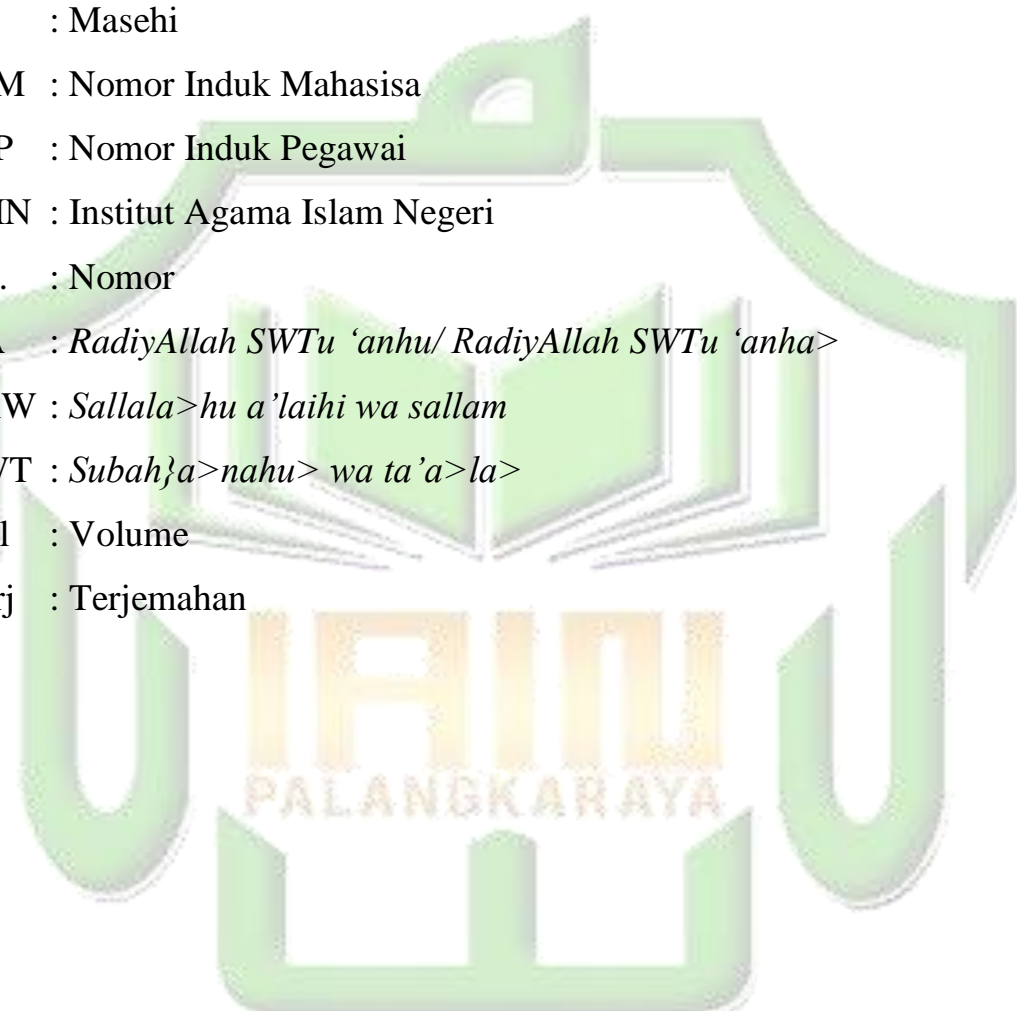 : Masehi
M : Nomor Induk Mahasisa
P : Nomor Induk Pegawai
IN : Institut Agama Islam Negeri
. : Nomor
: RadiyAllah SWTu ‘anhu/ RadiyAllah SWTu ‘anha>
W : Sallala>hu a’laihi wa sallam
T : Subah}a>nahu> wa ta’a>la>
l : Volume
rj : Terjemahan
IAIN
PALANGKARAYA